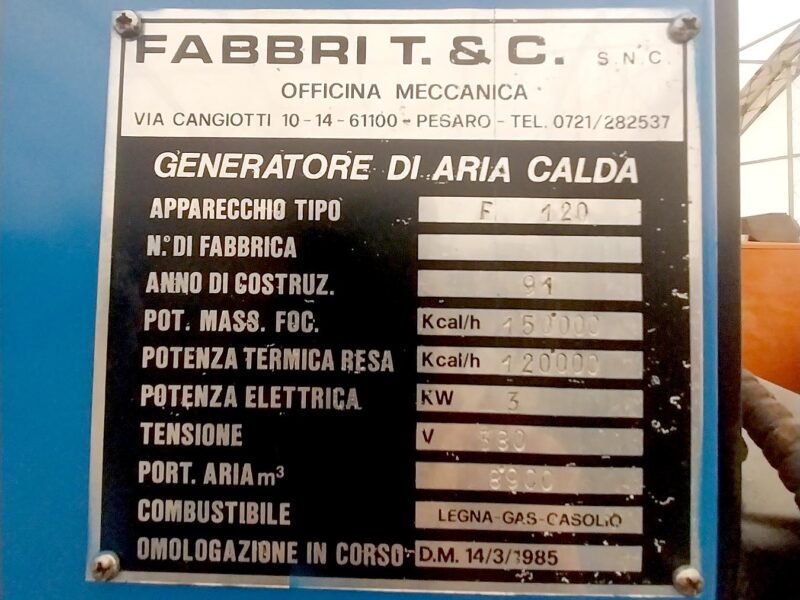 FABBRI T. & C. S.N.C.
OFFICINA MECCANICA
VIA CANGIOTTI 10-14-61100-PESARO-TEL. 0721/282537
GENERATORE DI ARIA CALDA
APPARECCHIO TIPO F 120
N.º DI FABBRICA
ANNO DI COSTRUZ. 91
POT. MASS. FOC. Kcal/h 150000
POTENZA TERMICA RESA Kcal/h 120000
POTENZA ELETTRICA KW 3
TENSIONE V 380
PORT. ARIA m³ 8900
COMBUSTIBILE LEGNA-GAS-GASOLIO
OMOLOGAZIONE IN CORSO-D.M. 14/3/1985